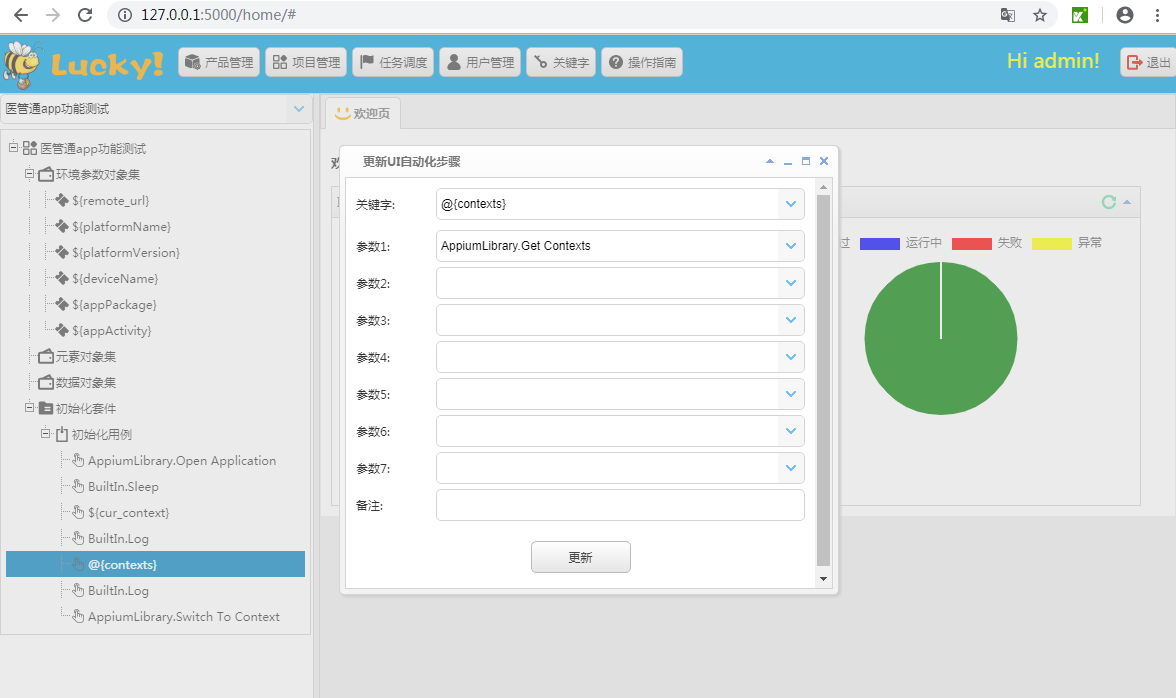 127.0.0.1:5000/home/#
Lucky!
产品管理
项目管理
任务调度
用户管理
关键字
操作指南
Hi admin!
退出
医管通app功能测试
医管通app功能测试
环境参数对象集
${remote_url}
${platformName}
${platformVersion}
${deviceName}
${appPackage}
${appActivity}
元素对象集
数据对象集
初始化套件
初始化用例
AppiumLibrary.Open Application
BuiltIn.Sleep
${cur_context}
BuiltIn.Log
@{contexts}
BuiltIn.Log
AppiumLibrary.Switch To Context
欢迎页
欢
更新UI自动化步骤
关键字:
@{contexts}
参数1:
AppiumLibrary.Get Contexts
参数2:
参数3:
参数4:
参数5:
参数6:
参数7:
备注:
更新
过
运行中
失败
异常